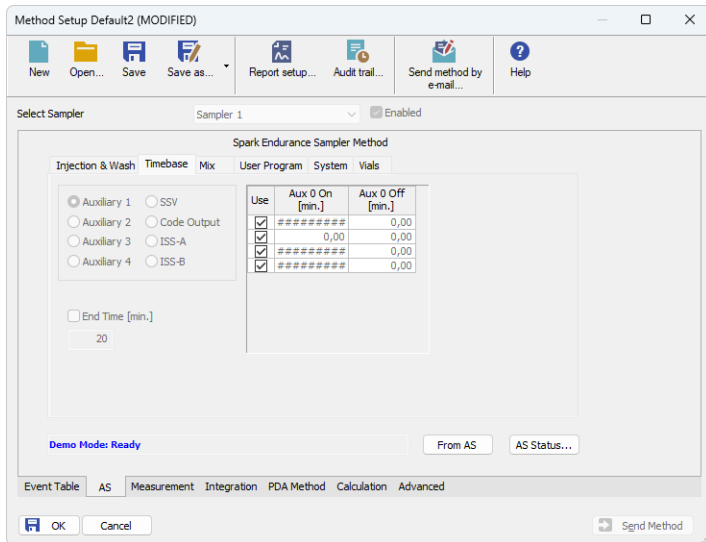 Method Setup Default2 (MODIFIED)
New Open... Save Save as... Report setup... Audit trail... Send method by e-mail... Help
Select Sampler Sampler 1 Enabled
Spark Endurance Sampler Method
Injection & Wash Timebase Mix User Program System Vials
Auxiliary 1 SSV
Auxiliary 2 Code Output
Auxiliary 3 ISS-A
Auxiliary 4 ISS-B
Use Aux 0 On [min.] Aux 0 Off [min.]
######### 0,00
0,00 0,00
######### 0,00
######### 0,00
End Time [min.]
20
Demo Mode: Ready From AS AS Status...
Event Table AS Measurement Integration PDA Method Calculation Advanced
OK Cancel Send Method